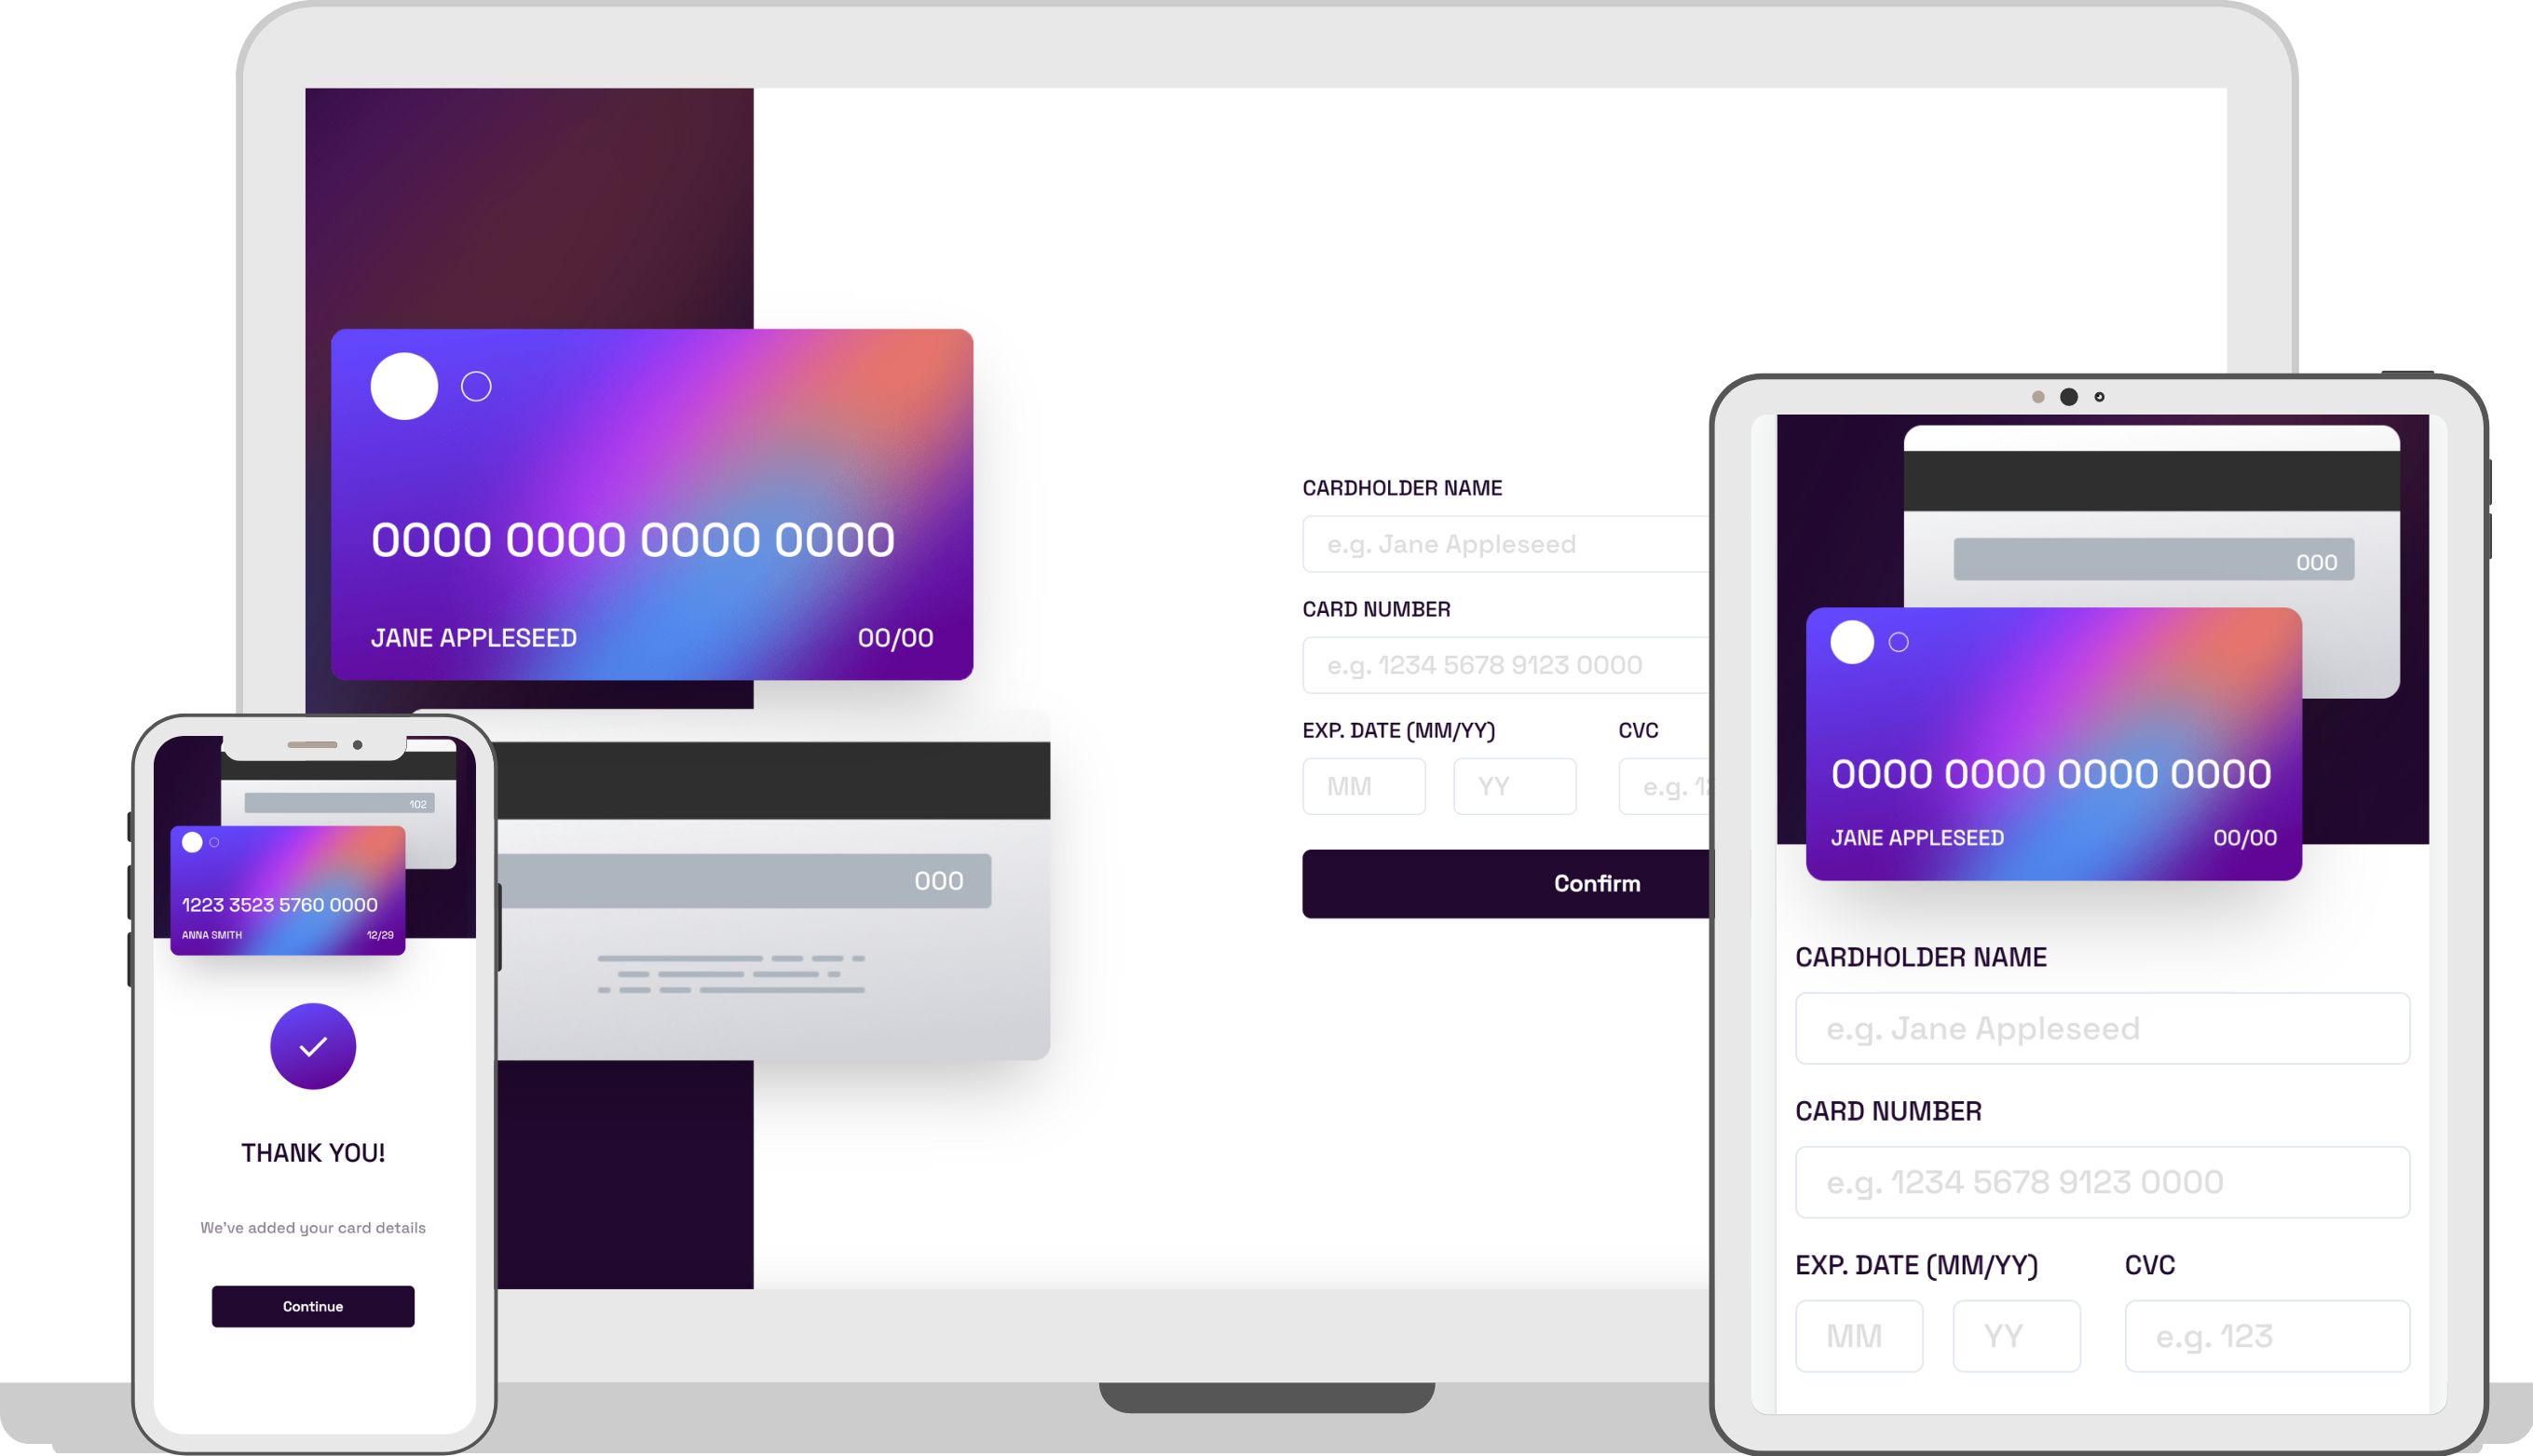 0000 0000 0000 0000
JANE APPLESEED 00/00
000
CARDHOLDER NAME
e.g. Jane Appleseed
CARD NUMBER
e.g. 1234 5678 9123 0000
EXP. DATE (MM/YY) CVC
MM YY e.g. 12
Confirm
102
1223 3523 5760 0000
ANNA SMITH 12/29
THANK YOU!
We've added your card details
Continue
000
0000 0000 0000 0000
JANE APPLESEED 00/00
CARDHOLDER NAME
e.g. Jane Appleseed
CARD NUMBER
e.g. 1234 5678 9123 0000
EXP. DATE (MM/YY) CVC
MM YY e.g. 123